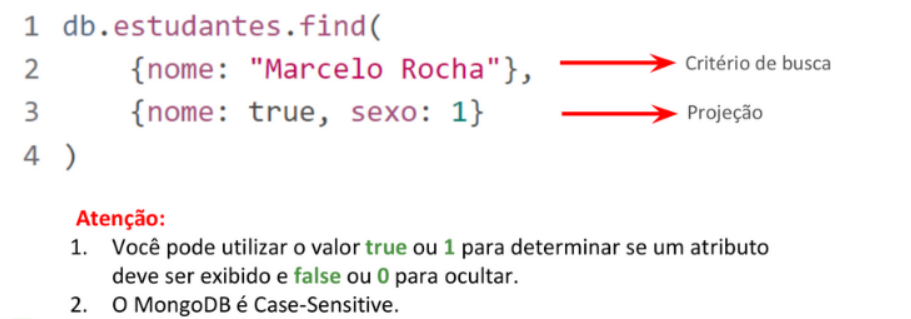 1 db.estudantes.find(
2 {nome: "Marcelo Rocha"}, Critério de busca
3 {nome: true, sexo: 1} Projeção
4 )
Atenção:
1. Você pode utilizar o valor true ou 1 para determinar se um atributo
deve ser exibido e false ou 0 para ocultar.
2. O MongoDB é Case-Sensitive.